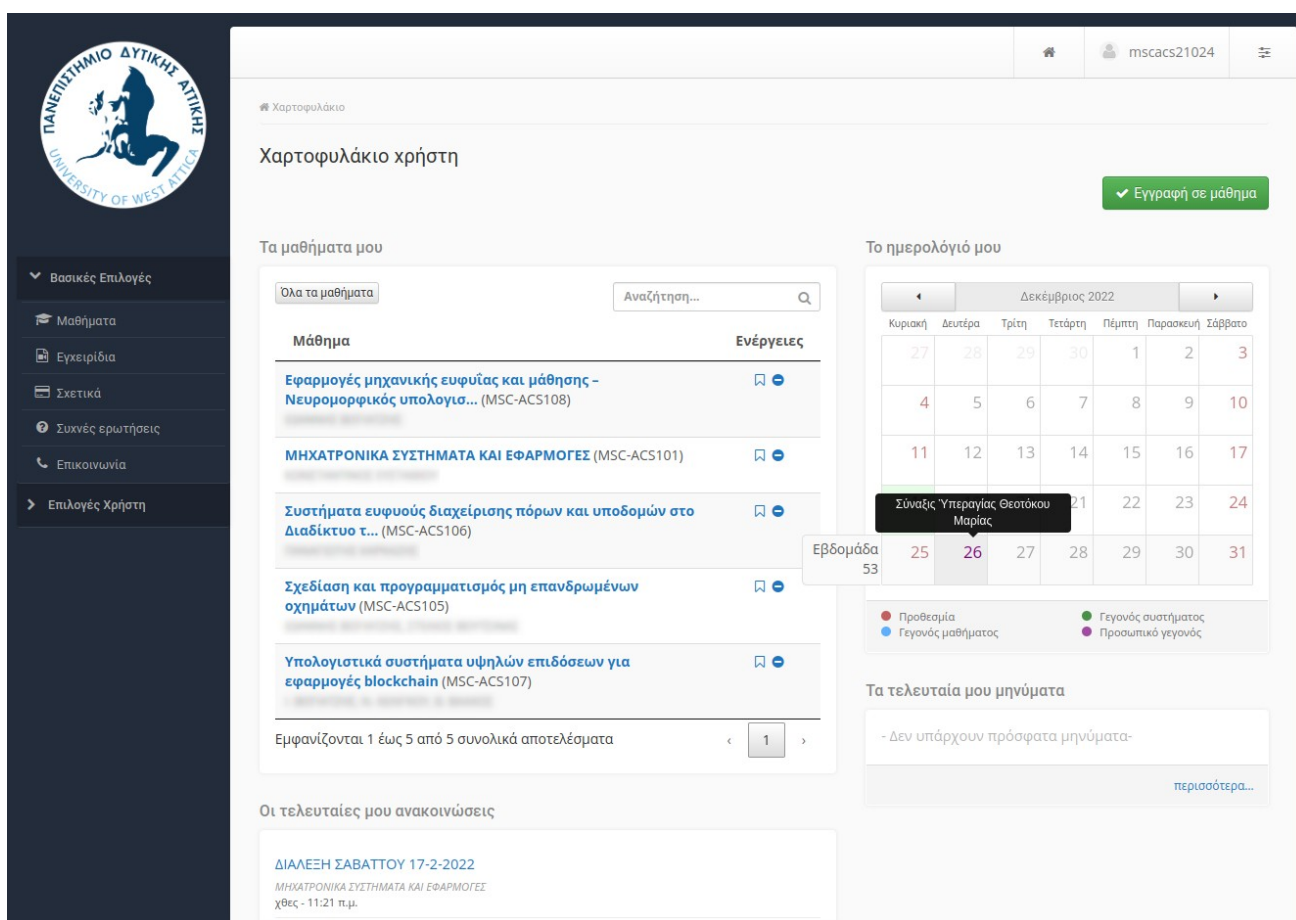 ΠΑΝΕΠΙΣΤΗΜΙΟ ΔΥΤΙΚΗΣ ΑΤΤΙΚΗΣ
UNIVERSITY OF WEST ATTICA
mscacs21024
Χαρτοφυλάκιο
Χαρτοφυλάκιο χρήστη
Εγγραφή σε μάθημα
Βασικές Επιλογές
Μαθήματα
Εγχειρίδια
Σχετικά
Συχνές ερωτήσεις
Επικοινωνία
Επιλογές Χρήστη
Τα μαθήματα μου
Όλα τα μαθήματα
Αναζήτηση...
Μάθημα Ενέργειες
Εφαρμογές μηχανικής ευφυΐας και μάθησης –
Νευρομορφικός υπολογισ... (MSC-ACS108)
ΜΗΧΑΤΡΟΝΙΚΑ ΣΥΣΤΗΜΑΤΑ ΚΑΙ ΕΦΑΡΜΟΓΕΣ (MSC-ACS101)
Συστήματα ευφυούς διαχείρισης πόρων και υποδομών στο
Διαδίκτυο τ... (MSC-ACS106)
Σχεδίαση και προγραμματισμός μη επανδρωμένων
οχημάτων (MSC-ACS105)
Υπολογιστικά συστήματα υψηλών επιδόσεων για
εφαρμογές blockchain (MSC-ACS107)
Εμφανίζονται 1 έως 5 από 5 συνολικά αποτελέσματα
‹ 1 ›
Οι τελευταίες μου ανακοινώσεις
ΔΙΑΛΕΞΗ ΣΑΒΑΤΤΟΥ 17-2-2022
ΜΗΧΑΤΡΟΝΙΚΑ ΣΥΣΤΗΜΑΤΑ ΚΑΙ ΕΦΑΡΜΟΓΕΣ
χθες - 11:21 π.μ.
Το ημερολόγιό μου
Δεκέμβριος 2022
Κυριακή Δευτέρα Τρίτη Τετάρτη Πέμπτη Παρασκευή Σάββατο
27 28 29 30 1 2 3
4 5 6 7 8 9 10
11 12 13 14 15 16 17
21 22 23 24
Σύναξις Ὑπεραγίας Θεοτόκου
Μαρίας
Εβδομάδα
53
25 26 27 28 29 30 31
Προθεσμία Γεγονός συστήματος
Γεγονός μαθήματος Προσωπικό γεγονός
Τα τελευταία μου μηνύματα
- Δεν υπάρχουν πρόσφατα μηνύματα-
περισσότερα...